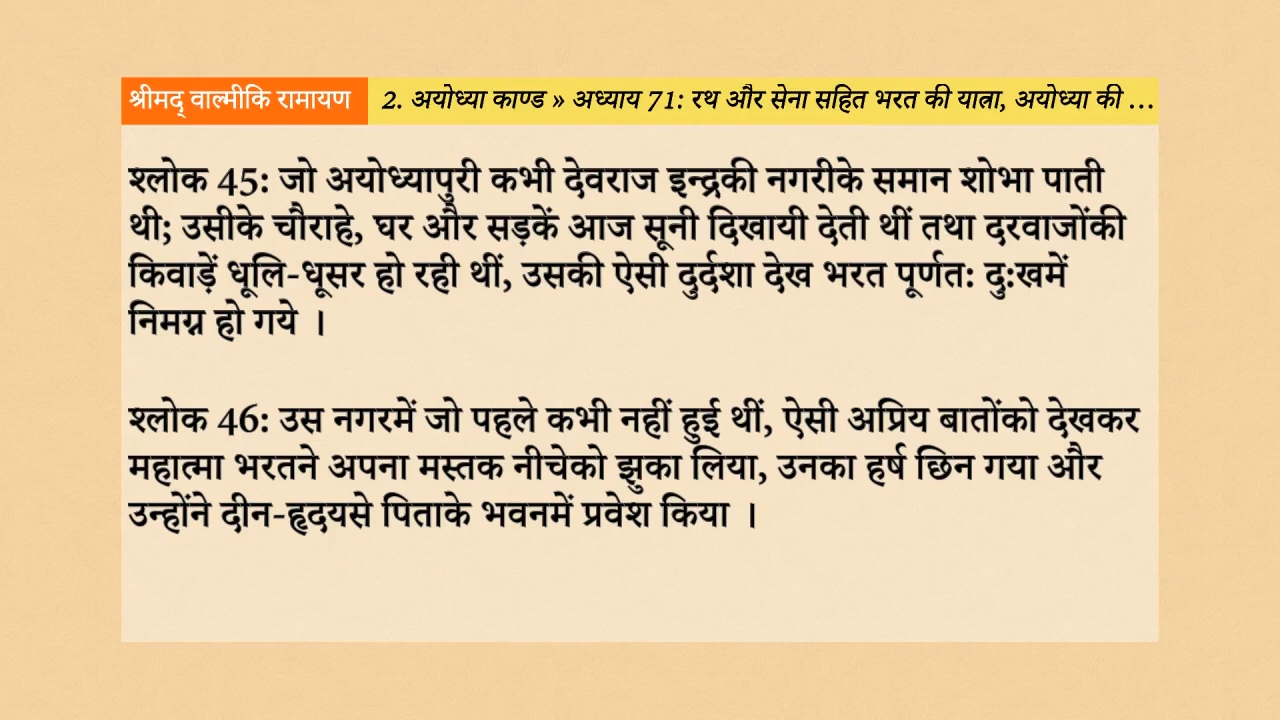 श्रीमद् वाल्मीकि रामायण
2. अयोध्या काण्ड » अध्याय 71: रथ और सेना सहित भरत की यात्रा, अयोध्या की ...
श्लोक 45: जो अयोध्यापुरी कभी देवराज इन्द्रकी नगरीके समान शोभा पाती
थी; उसीके चौराहे, घर और सड़कें आज सूनी दिखायी देती थीं तथा दरवाजोंकी
किवाड़ें धूलि-धूसर हो रही थीं, उसकी ऐसी दुर्दशा देख भरत पूर्णत: दु:खमें
निमग्न हो गये ।
श्लोक 46: उस नगरमें जो पहले कभी नहीं हुई थीं, ऐसी अप्रिय बातोंको देखकर
महात्मा भरतने अपना मस्तक नीचेको झुका लिया, उनका हर्ष छिन गया और
उन्होंने दीन-हृदयसे पिताके भवनमें प्रवेश किया ।